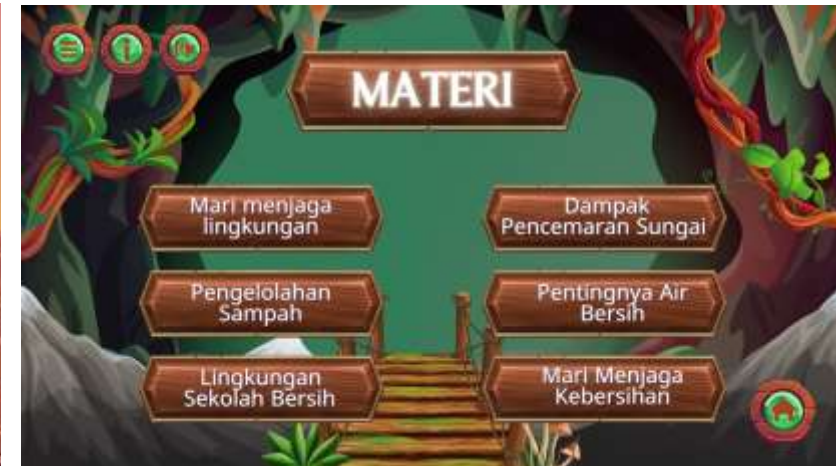 MATERI
Mari menjaga
lingkungan
Dampak
Pencemaran Sungai
Pengelolahan
Sampah
Pentingnya Air
Bersih
Lingkungan
Sekolah Bersih
Mari Menjaga
Kebersihan